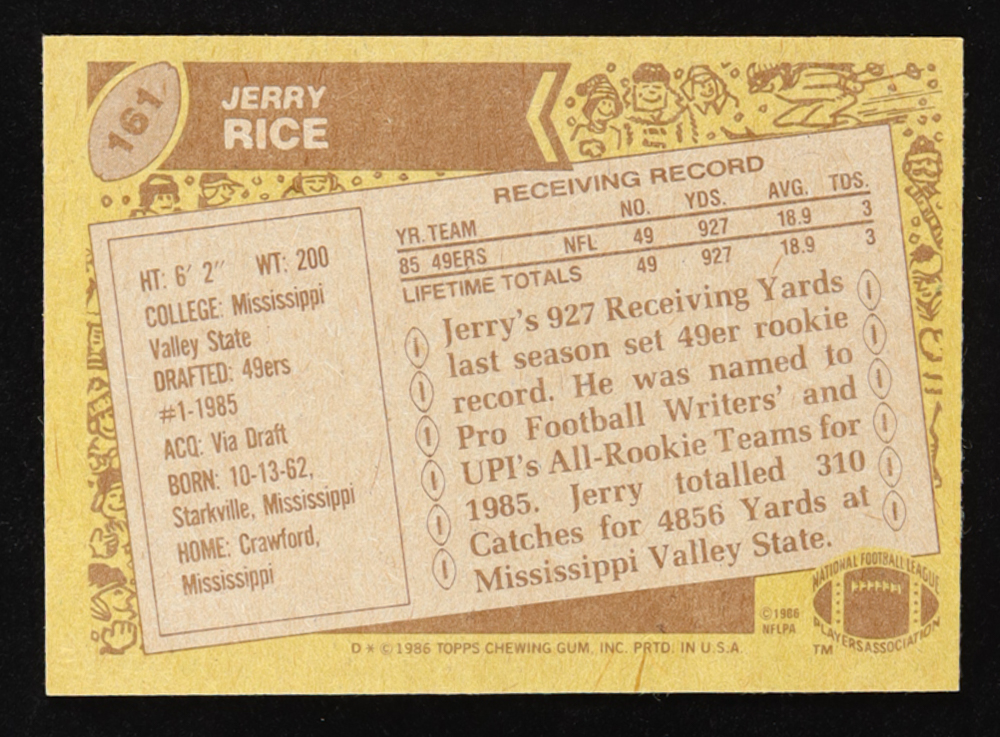 161
JERRY
RICE
RECEIVING RECORD
YR. TEAM NO. YDS. AVG. TDS.
85 49ERS NFL 49 927 18.9 3
LIFETIME TOTALS 49 927 18.9 3
HT: 6′ 2″ WT: 200
COLLEGE: Mississippi
Valley State
DRAFTED: 49ers
#1-1985
ACQ: Via Draft
BORN: 10-13-62,
Starkville, Mississippi
HOME: Crawford,
Mississippi
Jerry's 927 Receiving Yards
last season set 49er rookie
record. He was named to
Pro Football Writers' and
UPI's All-Rookie Teams for
1985. Jerry totalled 310
Catches for 4856 Yards at
Mississippi Valley State.
©1986
NFLPA
NATIONAL FOOTBALL LEAGUE
PLAYERS ASSOCIATION
TM
D * © 1986 TOPPS CHEWING GUM, INC. PRTD. IN U.S.A.